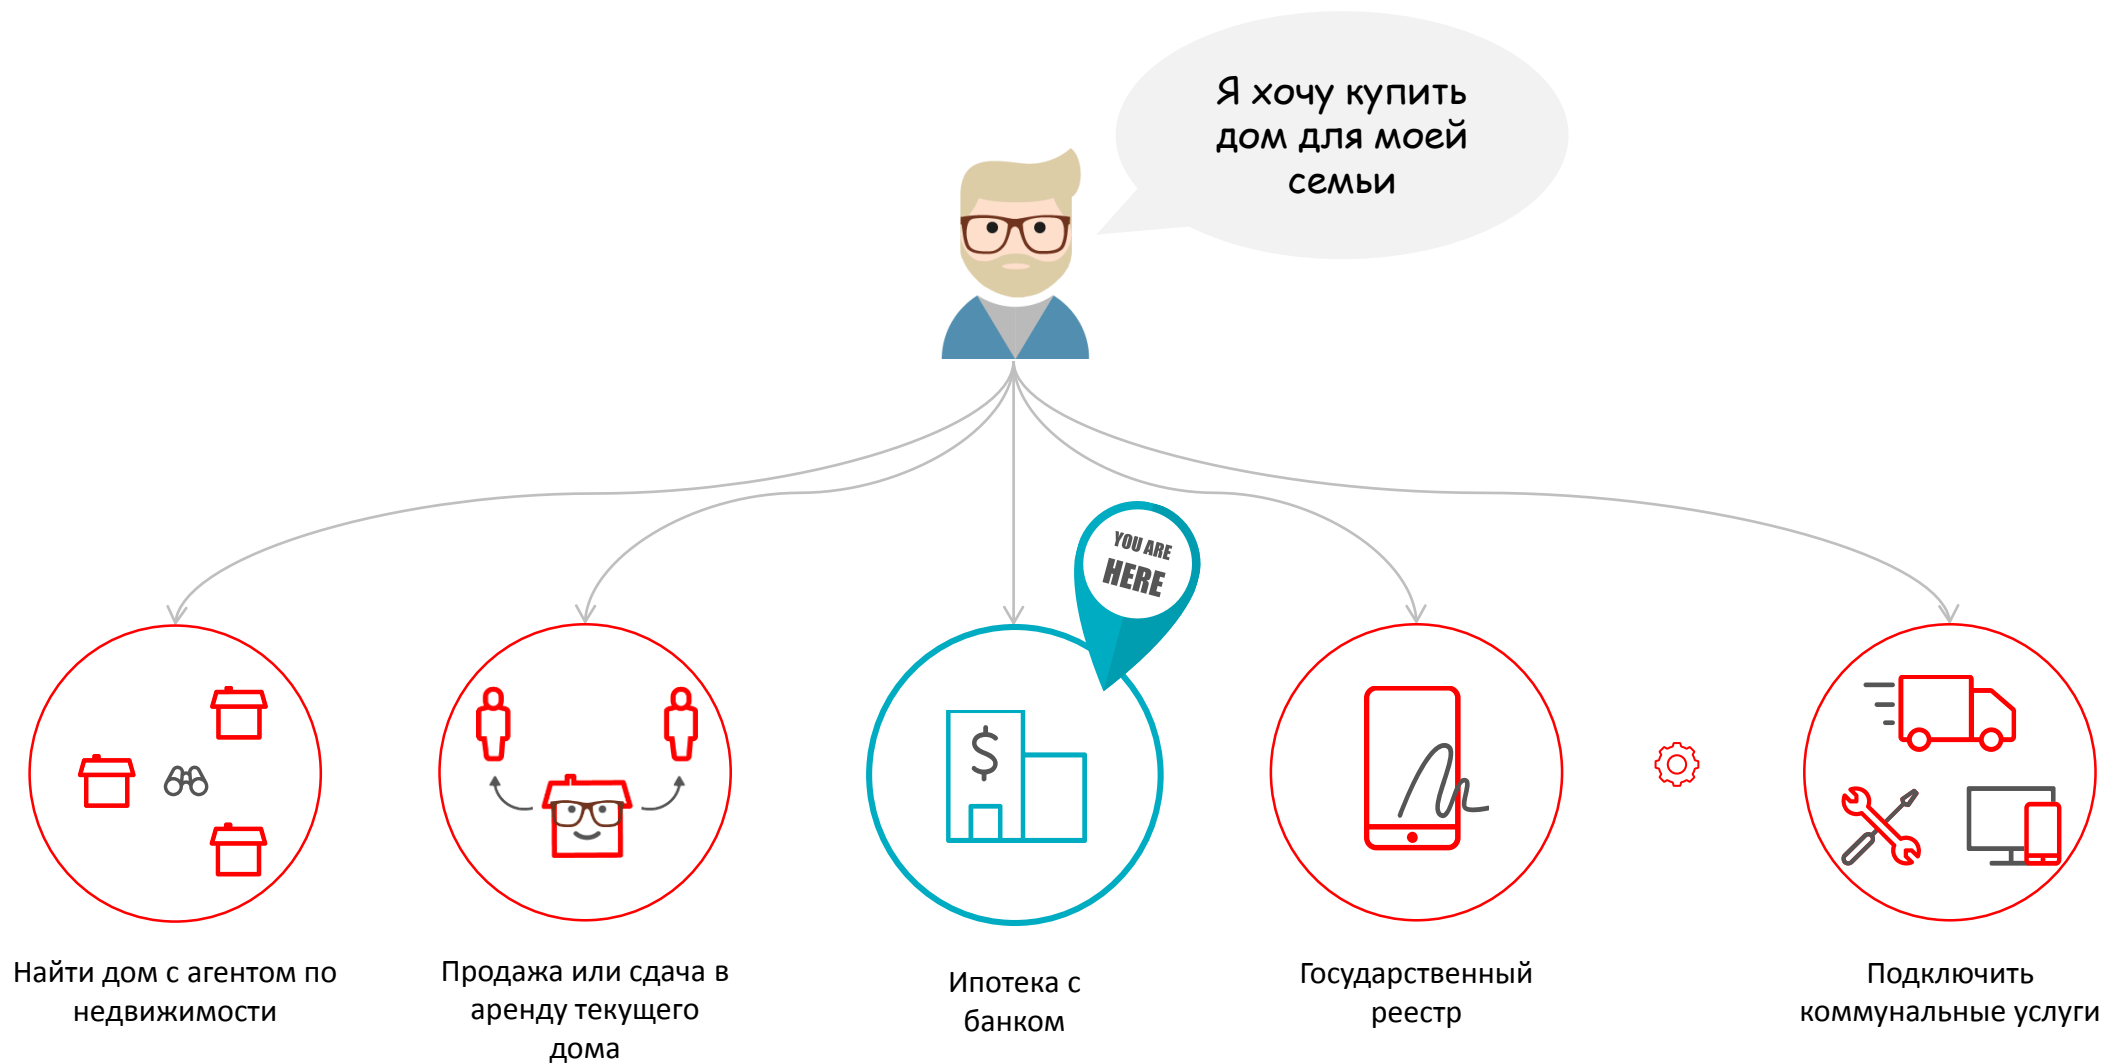 Я хочу купить
дом для моей
семьи
YOU ARE
HERE
Найти дом с агентом по
недвижимости
Продажа или сдача в
аренду текущего
дома
Ипотека с
банком
Государственный
реестр
Подключить
коммунальные услуги